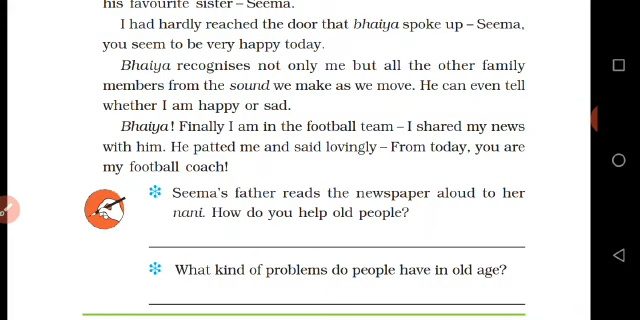 his favourite sister – Seema.
I had hardly reached the door that bhaiya spoke up – Seema,
you seem to be very happy today.
Bhaiya recognises not only me but all the other family
members from the sound we make as we move. He can even tell
whether I am happy or sad.
Bhaiya! Finally I am in the football team – I shared my news
with him. He patted me and said lovingly – From today, you are
my football coach!
Seema's father reads the newspaper aloud to her
nani. How do you help old people?
What kind of problems do people have in old age?